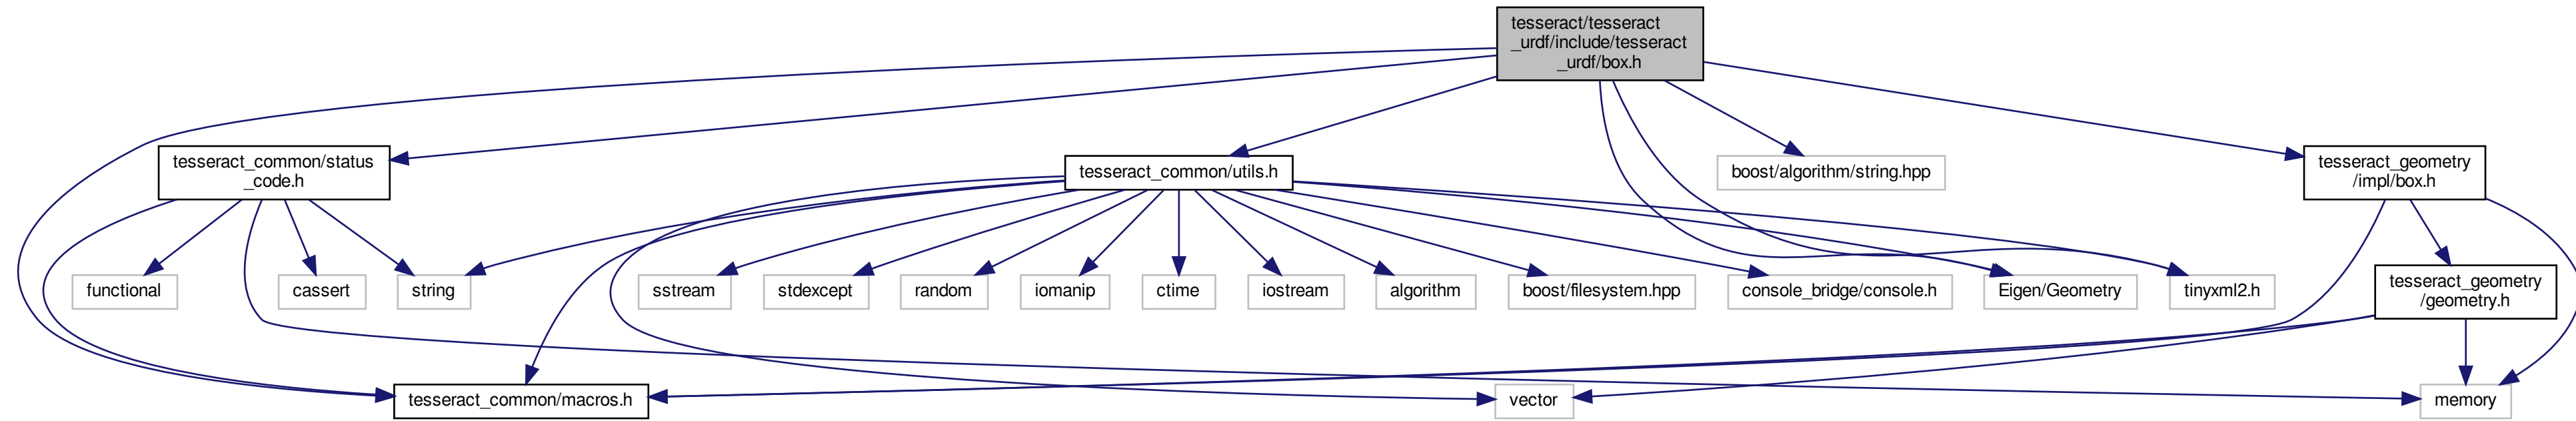 tesseract/tesseract
_urdf/include/tesseract
_urdf/box.h
tesseract_common/status
_code.h
tesseract_common/utils.h
boost/algorithm/string.hpp
tesseract_geometry
/impl/box.h
functional
cassert
string
sstream
stdexcept
random
iomanip
ctime
iostream
algorithm
boost/filesystem.hpp
console_bridge/console.h
Eigen/Geometry
tinyxml2.h
tesseract_geometry
/geometry.h
tesseract_common/macros.h
vector
memory